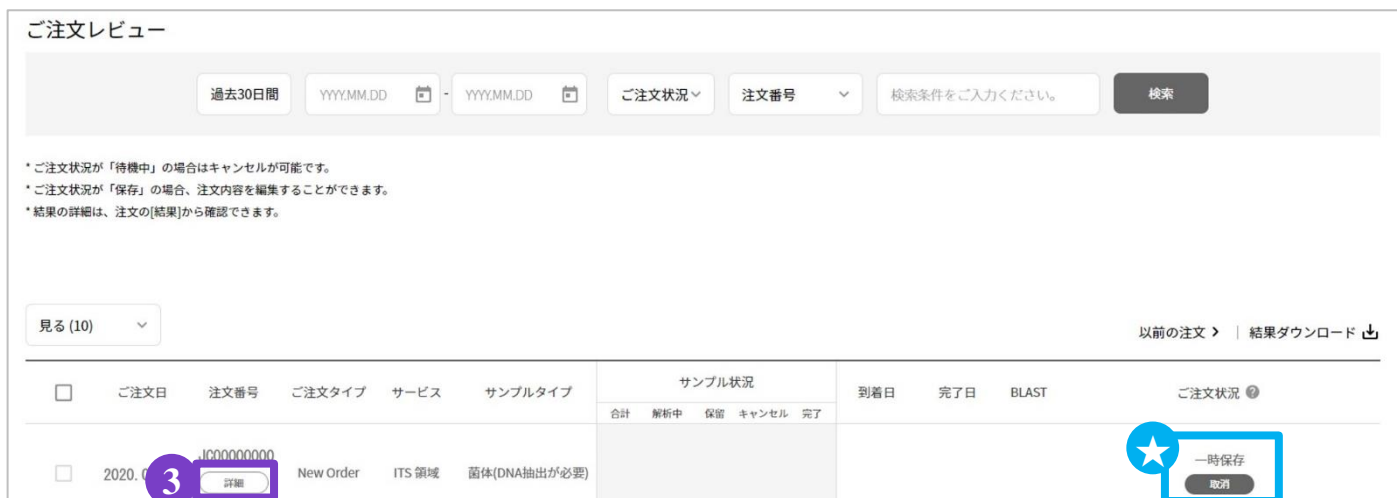 ご注文レビュー
過去30日間 YYYY.MM.DD - YYYY.MM.DD ご注文状況 注文番号 検索条件をご入力ください。 検索
* ご注文状況が「待機中」の場合はキャンセルが可能です。
* ご注文状況が「保存」の場合、注文内容を編集することができます。
* 結果の詳細は、注文の[結果]から確認できます。
見る (10) 以前の注文 > | 結果ダウンロード
ご注文日 注文番号 ご注文タイプ サービス サンプルタイプ サンプル状況 到着日 完了日 BLAST ご注文状況 ?
合計 解析中 保留 キャンセル 完了
2020. New Order ITS 領域 菌体(DNA抽出が必要) 一時保存
3 詳細 取消